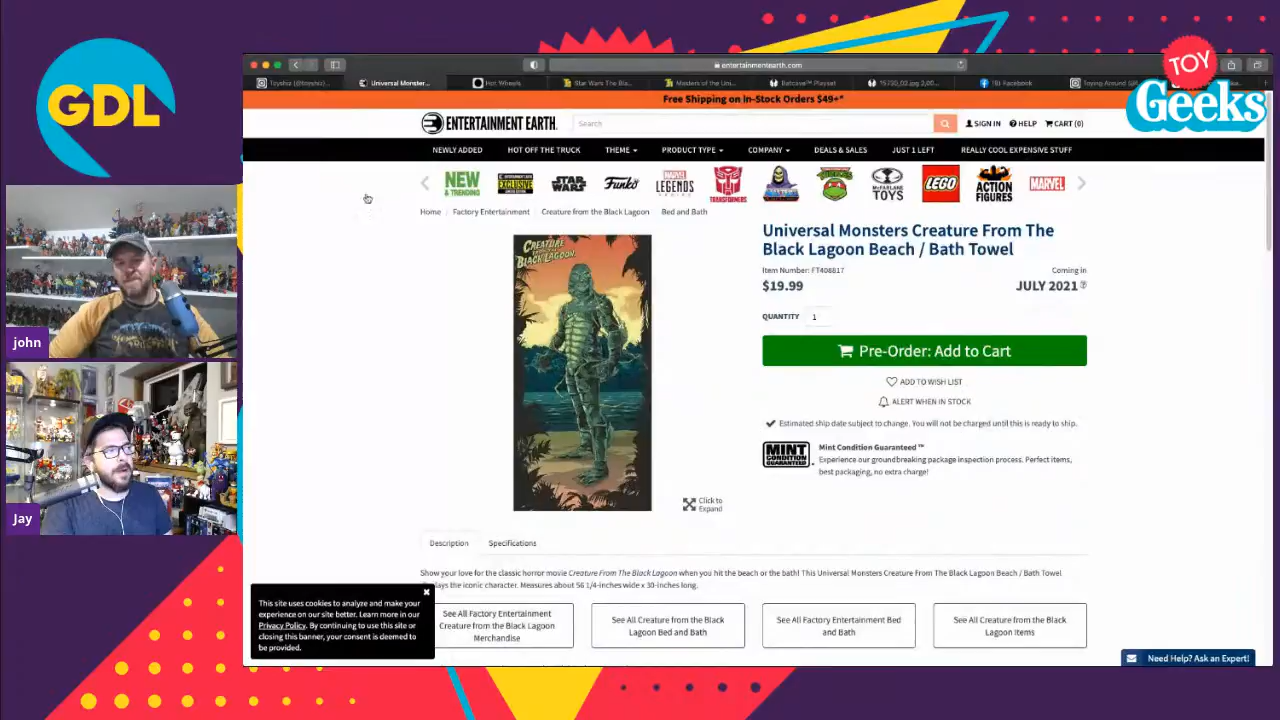 GDL
TOY
Geeks
john
Jay
entertainmentearth.com
Universal Monster...
Hot Wheels
Star Wars The Bla...
Masters of the Uni...
Batcave™ Playset
Facebook
Free Shipping on In-Stock Orders $49+*
ENTERTAINMENT EARTH.
Search
SIGN IN
HELP
CART (0)
NEWLY ADDED
HOT OFF THE TRUCK
THEME
PRODUCT TYPE
COMPANY
DEALS & SALES
JUST 1 LEFT
REALLY COOL EXPENSIVE STUFF
NEW
& TRENDING
EXCLUSIVE
STAR WARS
Funko
LEGENDS
TRANSFORMERS
McFARLANE TOYS
LEGO
ACTION FIGURES
MARVEL
Home
Factory Entertainment
Creature from the Black Lagoon
Bed and Bath
CREATURE
FROM THE
BLACK LAGOON
Click to
Expand
Universal Monsters Creature From The
Black Lagoon Beach / Bath Towel
Item Number: FT408817
Coming in
$19.99
JULY 2021
QUANTITY
1
Pre-Order: Add to Cart
ADD TO WISH LIST
ALERT WHEN IN STOCK
Estimated ship date subject to change. You will not be charged until this is ready to ship.
MINT
CONDITION
GUARANTEED
Mint Condition Guaranteed ™
Experience our groundbreaking package inspection process. Perfect items,
best packaging, no extra charge!
Description
Specifications
Show your love for the classic horror movie Creature From The Black Lagoon when you hit the beach or the bath! This Universal Monsters Creature From The Black Lagoon Beach / Bath Towel
displays the iconic character. Measures about 56 1/4-inches wide x 30-inches long.
See All Factory Entertainment
Creature from the Black Lagoon
Merchandise
See All Creature from the Black
Lagoon Bed and Bath
See All Factory Entertainment Bed
and Bath
See All Creature from the Black
Lagoon Items
This site uses cookies to analyze and make your
experience on our site better. Learn more in our
Privacy Policy. By continuing to use this site or
closing this banner, your consent is deemed to
be provided.
Need Help? Ask an Expert!